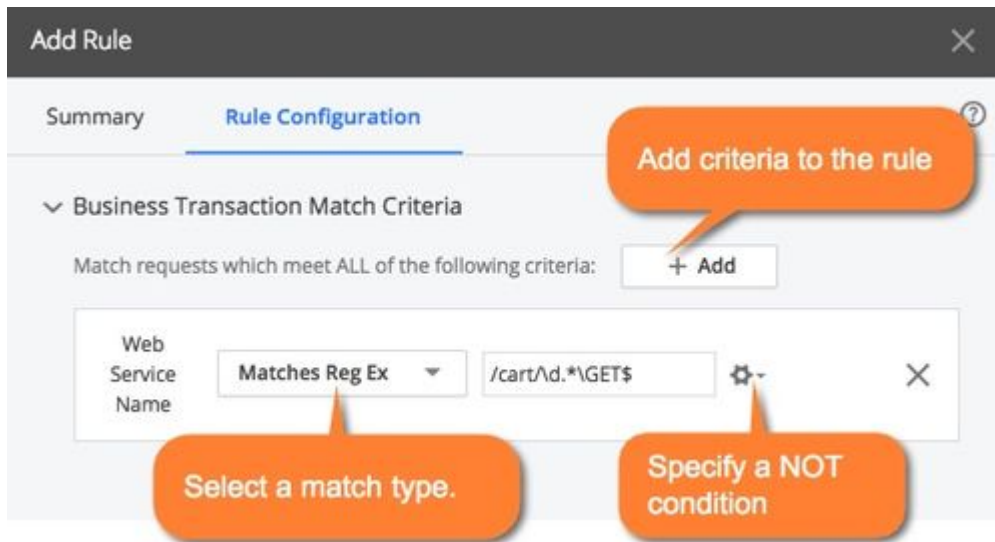 Add Rule
Summary
Rule Configuration
Add criteria to the rule
Business Transaction Match Criteria
Match requests which meet ALL of the following criteria:
+ Add
Web
Service
Name
Matches Reg Ex
/cart/\d.*\GET$
Select a match type.
Specify a NOT
condition